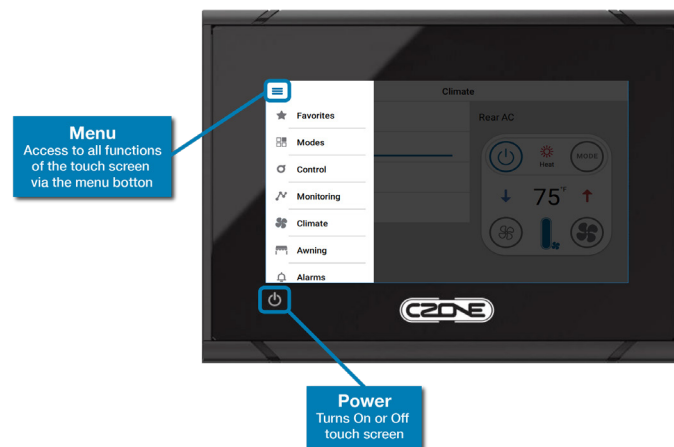 Climate
Favorites
Modes
Control
Monitoring
Climate
Awning
Alarms
Rear AC
Heat
MODE
75°F
CZONE
Menu
Access to all functions
of the touch screen
via the menu botton
Power
Turns On or Off
touch screen